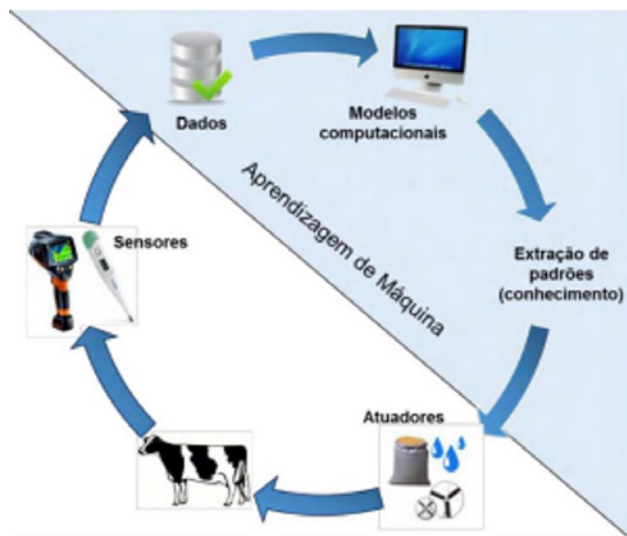 Dados
Modelos
computacionais
Aprendizagem de Máquina
Sensores
Extração de
padrões
(conhecimento)
Atuadores